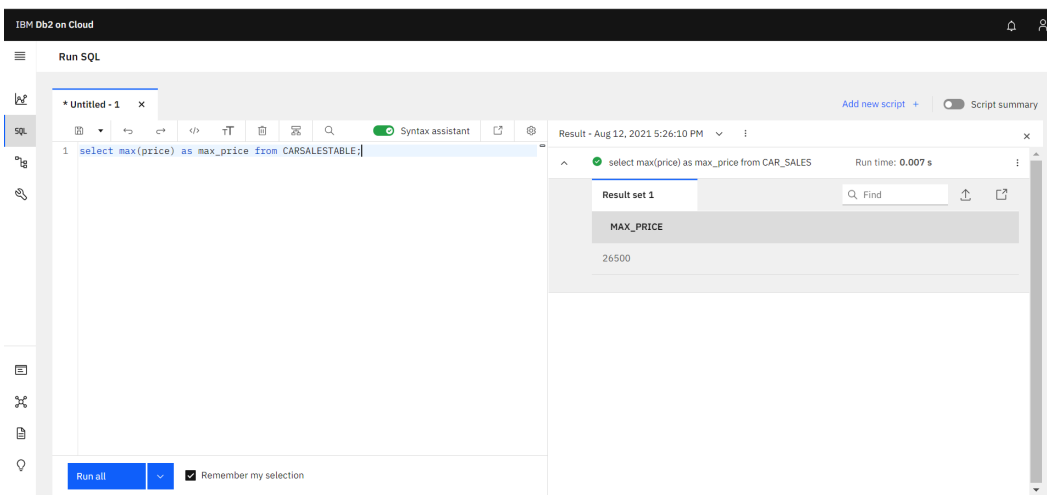 IBM Db2 on Cloud
Run SQL
* Untitled - 1 ×
Add new script +
Script summary
SQL
</>
тT
Syntax assistant
Result - Aug 12, 2021 5:26:10 PM
1 select max(price) as max_price from CARSALESTABLE;
select max(price) as max_price from CAR_SALES
Run time: 0.007 s
Result set 1
Find
MAX_PRICE
26500
Run all
Remember my selection